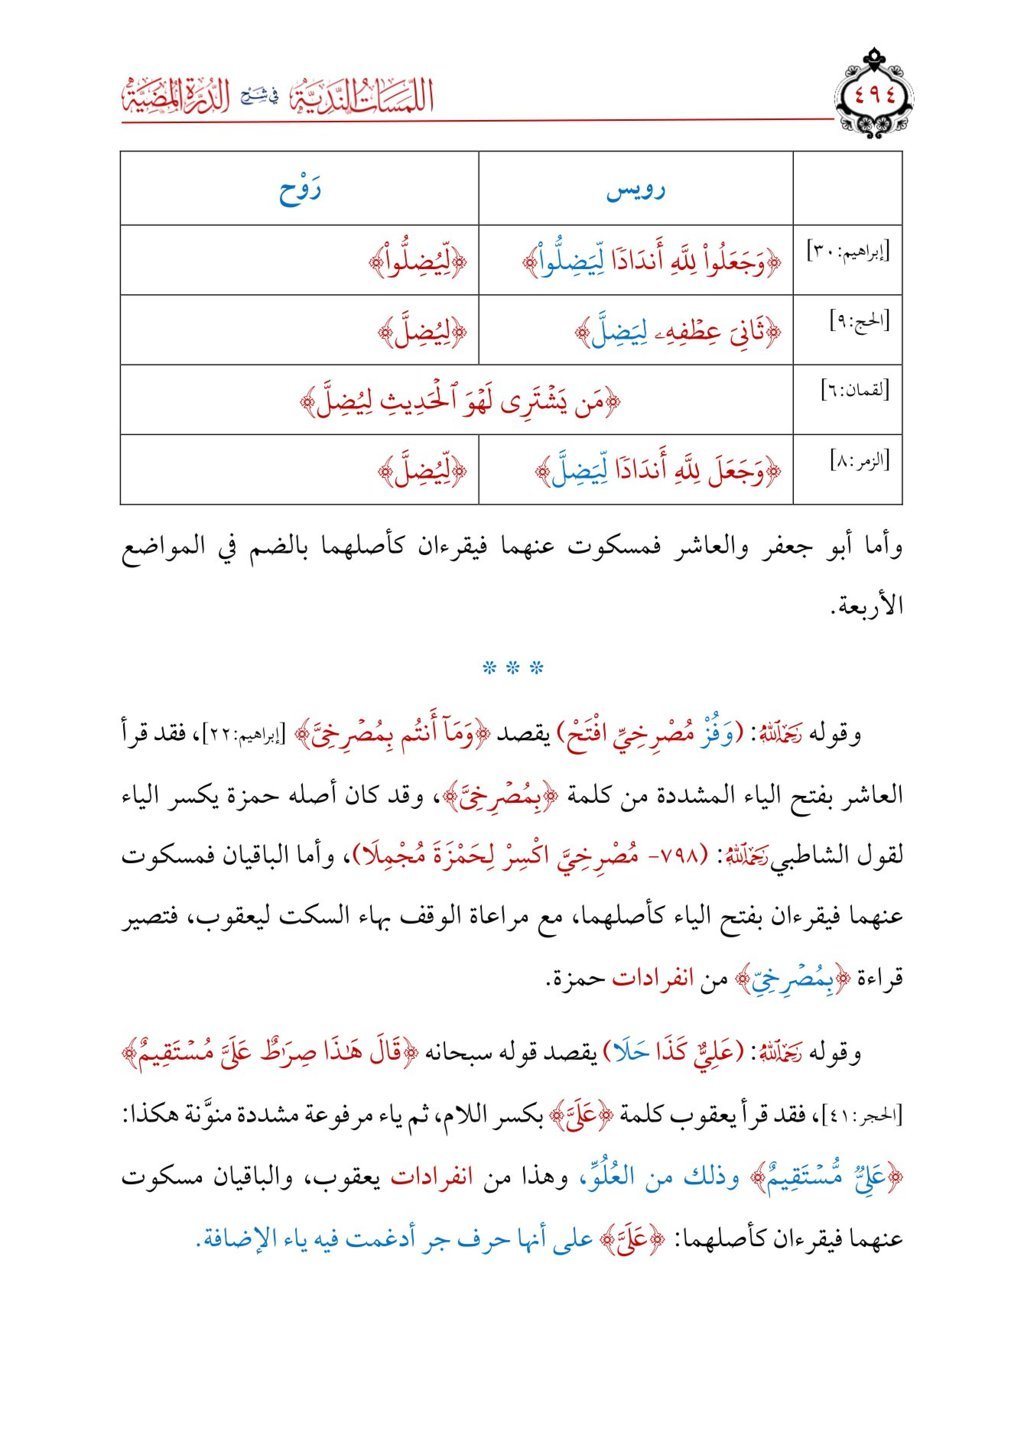 ٤٩٤
اللمسات الندية في شرح الدرة المضية
رويس رَوْح
[إبراهيم:٣٠] ﴿وَجَعَلُواْ لِلَّهِ أَندَادًا لِّيَضِلُّواْ﴾ ﴿لِّيُضِلُّواْ﴾
[الحج:٩] ﴿ثَانِىَ عِطْفِهِۦ لِيَضِلَّ﴾ ﴿لِيُضِلَّ﴾
[لقمان:٦] ﴿مَن يَشْتَرِى لَهْوَ ٱلْحَدِيثِ لِيُضِلَّ﴾
[الزمر:٨] ﴿وَجَعَلَ لِلَّهِ أَندَادًا لِّيَضِلَّ﴾ ﴿لِّيُضِلَّ﴾
وأما أبو جعفر والعاشر فمسكوت عنهما فيقرءان كأصلهما بالضم في المواضع
الأربعة.
* * *
وقوله رَحِمَهُ ٱللَّهُ: (وَفُزْ مُصْرِخِيِّ افْتَحْ) يقصد ﴿وَمَآ أَنتُم بِمُصْرِخِىَّ﴾ [إبراهيم:٢٢]، فقد قرأ
العاشر بفتح الياء المشددة من كلمة ﴿بِمُصْرِخِىَّ﴾، وقد كان أصله حمزة يكسر الياء
لقول الشاطبي رَحِمَهُ ٱللَّهُ: (٧٩٨- مُصْرِخِيَّ اكْسِرْ لِحَمْزَةَ مُجْمِلَا)، وأما الباقيان فمسكوت
عنهما فيقرءان بفتح الياء كأصلهما، مع مراعاة الوقف بهاء السكت ليعقوب، فتصير
قراءة ﴿بِمُصْرِخِىِّ﴾ من انفرادات حمزة.
وقوله رَحِمَهُ ٱللَّهُ: (عَلِيٌّ كَذَا حَلَا) يقصد قوله سبحانه ﴿قَالَ هَٰذَا صِرَٰطٌ عَلَىَّ مُسْتَقِيمٌ﴾
[الحجر:٤١]، فقد قرأ يعقوب كلمة ﴿عَلَىَّ﴾ بكسر اللام، ثم ياء مرفوعة مشددة منوَّنة هكذا:
﴿عَلِىٌّ مُّسْتَقِيمٌ﴾ وذلك من العُلُوِّ، وهذا من انفرادات يعقوب، والباقيان مسكوت
عنهما فيقرءان كأصلهما: ﴿عَلَىَّ﴾ على أنها حرف جر أدغمت فيه ياء الإضافة.